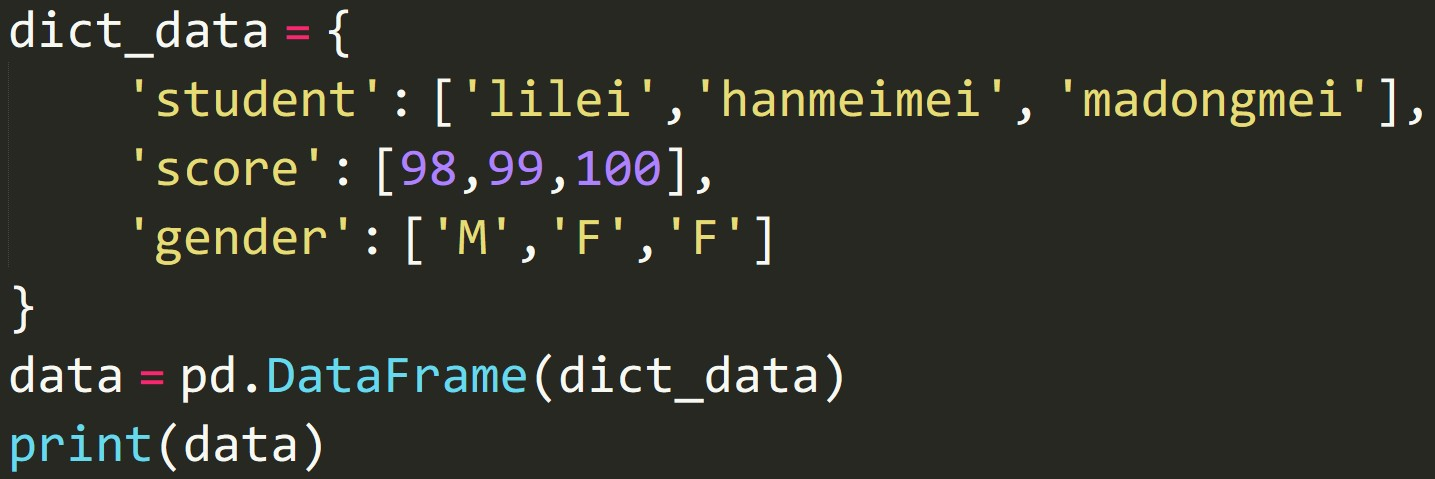 dict_data = {
    'student': ['lilei','hanmeimei', 'madongmei'],
    'score': [98,99,100],
    'gender': ['M','F','F']
}
data = pd.DataFrame(dict_data)
print(data)